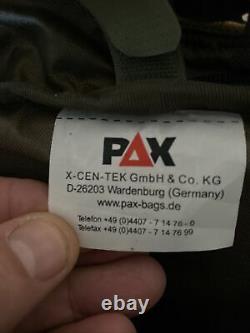 PAX
X-CEN-TEK GmbH & Co. KG
D-26203 Wardenburg (Germany)
www.pax-bags.de
Telefon +49 (0)4407 - 7 14 76 - 0
Telefax +49 (0)4407 - 7 14 76 99